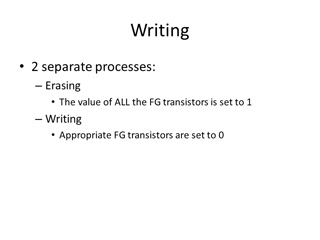 Writing
• 2 separate processes:
– Erasing
• The value of ALL the FG transistors is set to 1
– Writing
• Appropriate FG transistors are set to 0